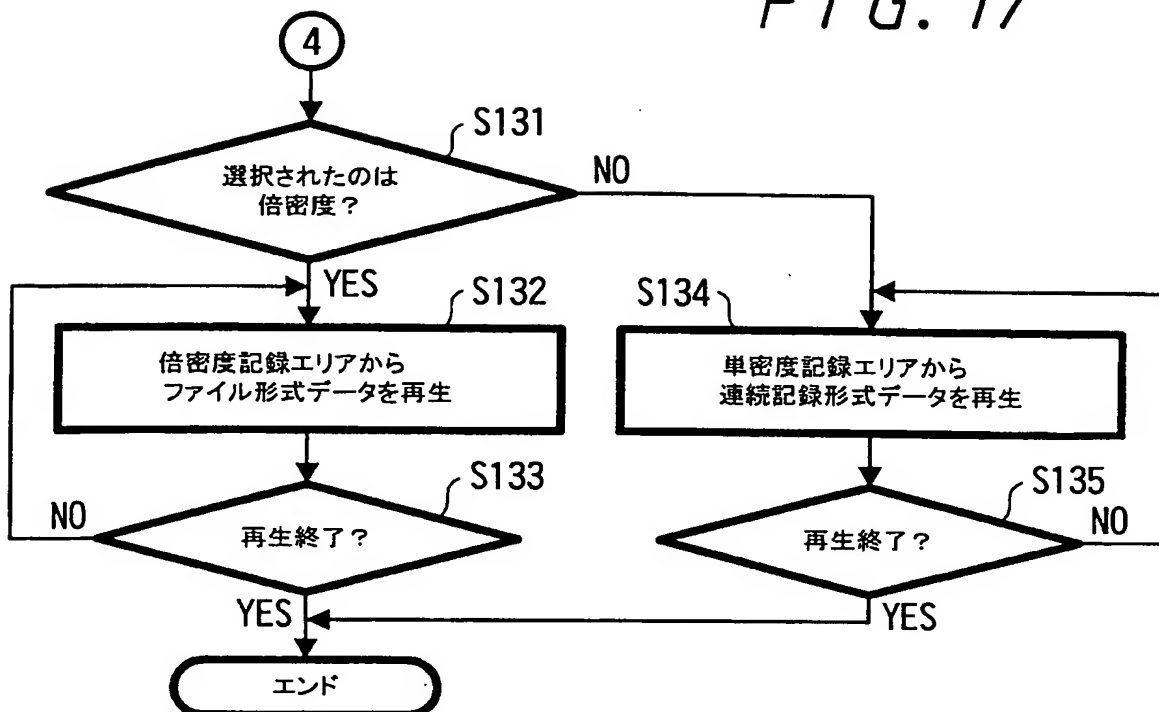 FIG. 17
4
S131
選択されたのは
倍密度？
NO
YES
S132
倍密度記録エリアから
ファイル形式データを再生
S133
再生終了？
NO
YES
S134
単密度記録エリアから
連続記録形式データを再生
S135
再生終了？
NO
YES
エンド